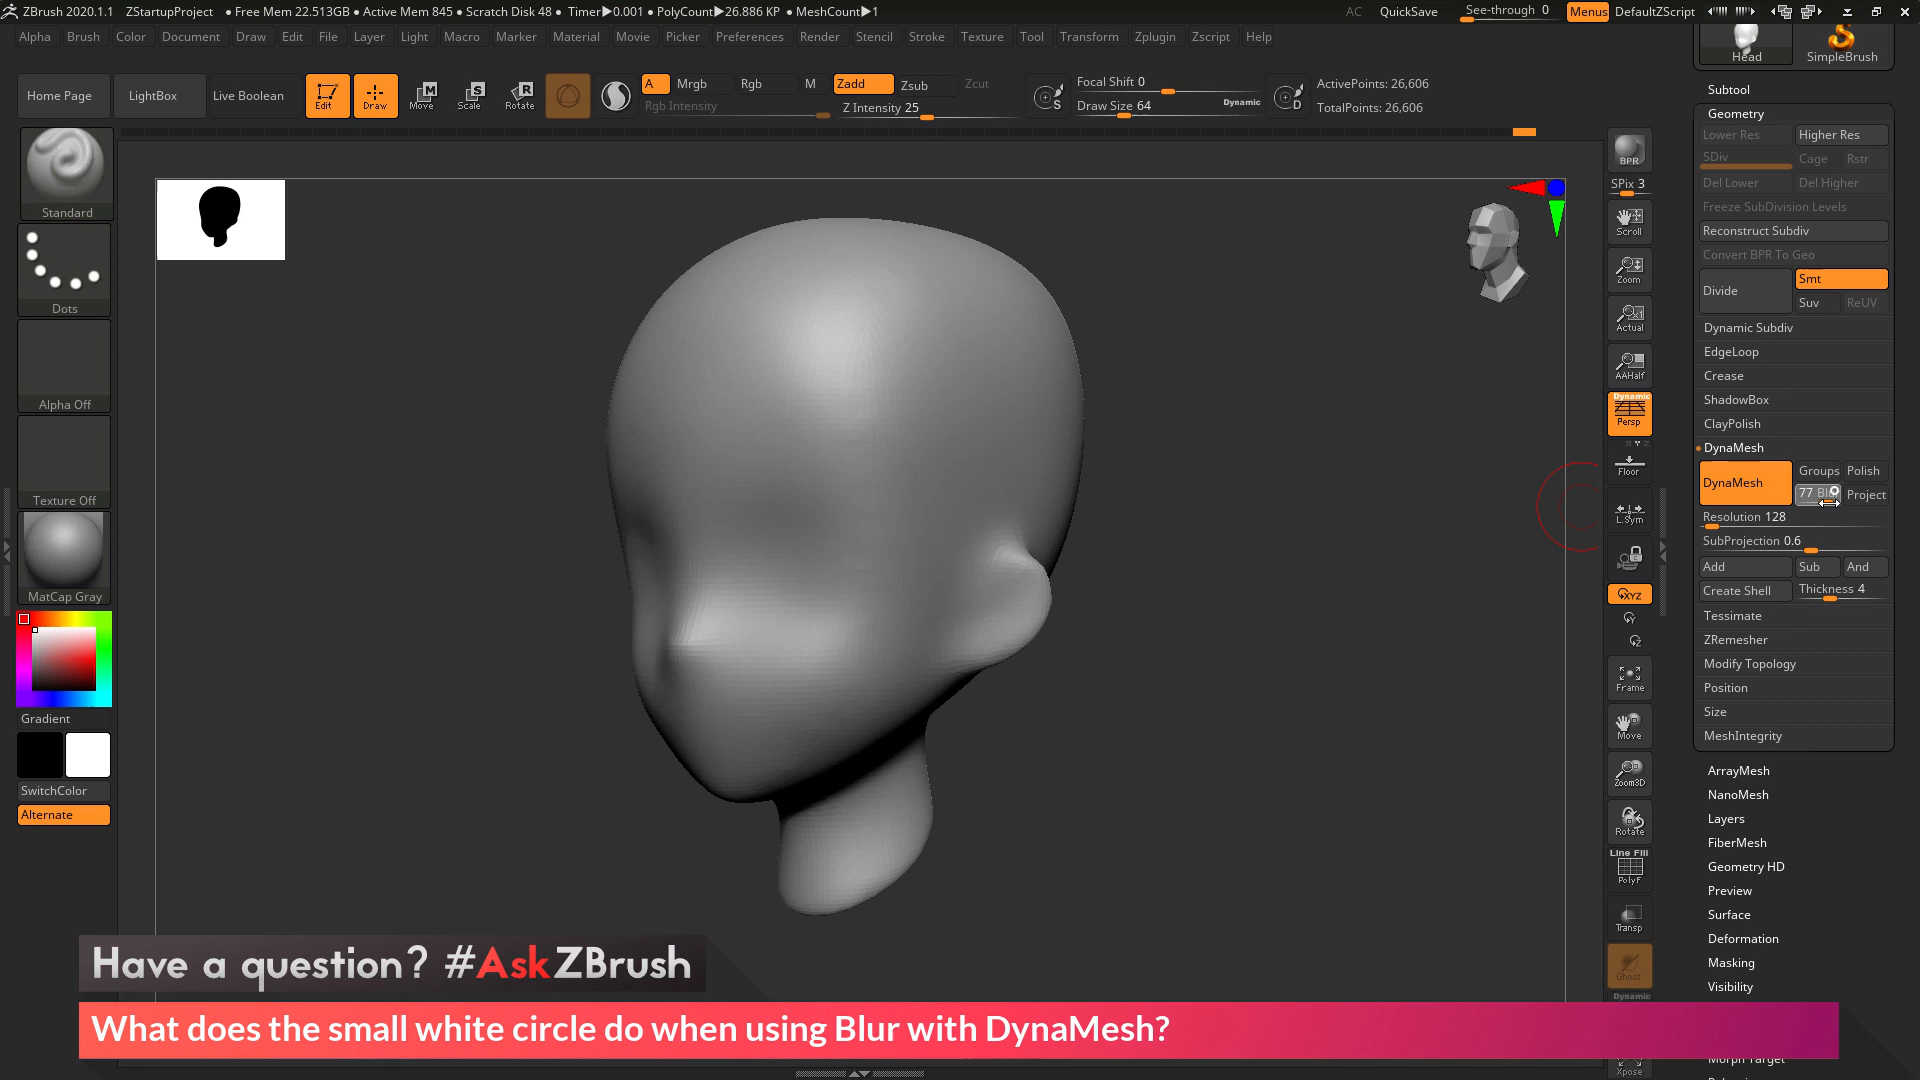 ZBrush 2020.1.1 ZStartupProject • Free Mem 22.513GB • Active Mem 845 • Scratch Disk 48 • Timer▶0.001 • PolyCount▶26.886 KP • MeshCount▶1 AC QuickSave See-through 0 Menus DefaultZScript
Alpha Brush Color Document Draw Edit File Layer Light Macro Marker Material Movie Picker Preferences Render Stencil Stroke Texture Tool Transform Zplugin Zscript Help
Head SimpleBrush
Home Page LightBox Live Boolean Edit Draw Move Scale Rotate
A Mrgb Rgb M Zadd Zsub Zcut
Rgb Intensity Z Intensity 25
S Focal Shift 0
Draw Size 64 Dynamic
D ActivePoints: 26,606
TotalPoints: 26,606
Standard
Dots
Alpha Off
Texture Off
MatCap Gray
Gradient
SwitchColor
Alternate
BPR
SPix 3
Scroll
Zoom
Actual
AAHalf
Dynamic
Persp
Floor
L.Sym
XYZ
Y
Z
Frame
Move
Zoom3D
Rotate
Line Fill
PolyF
Transp
Ghost
Dynamic
Xpose
Subtool
Geometry
Lower Res Higher Res
SDiv Cage Rstr
Del Lower Del Higher
Freeze SubDivision Levels
Reconstruct Subdiv
Convert BPR To Geo
Divide Smt
Suv ReUV
Dynamic Subdiv
EdgeLoop
Crease
ShadowBox
ClayPolish
DynaMesh
DynaMesh Groups Polish
77 Project
Resolution 128
SubProjection 0.6
Add Sub And
Create Shell Thickness 4
Tessimate
ZRemesher
Modify Topology
Position
Size
MeshIntegrity
ArrayMesh
NanoMesh
Layers
FiberMesh
Geometry HD
Preview
Surface
Deformation
Masking
Visibility
Morph Target
Have a question? #AskZBrush
What does the small white circle do when using Blur with DynaMesh?